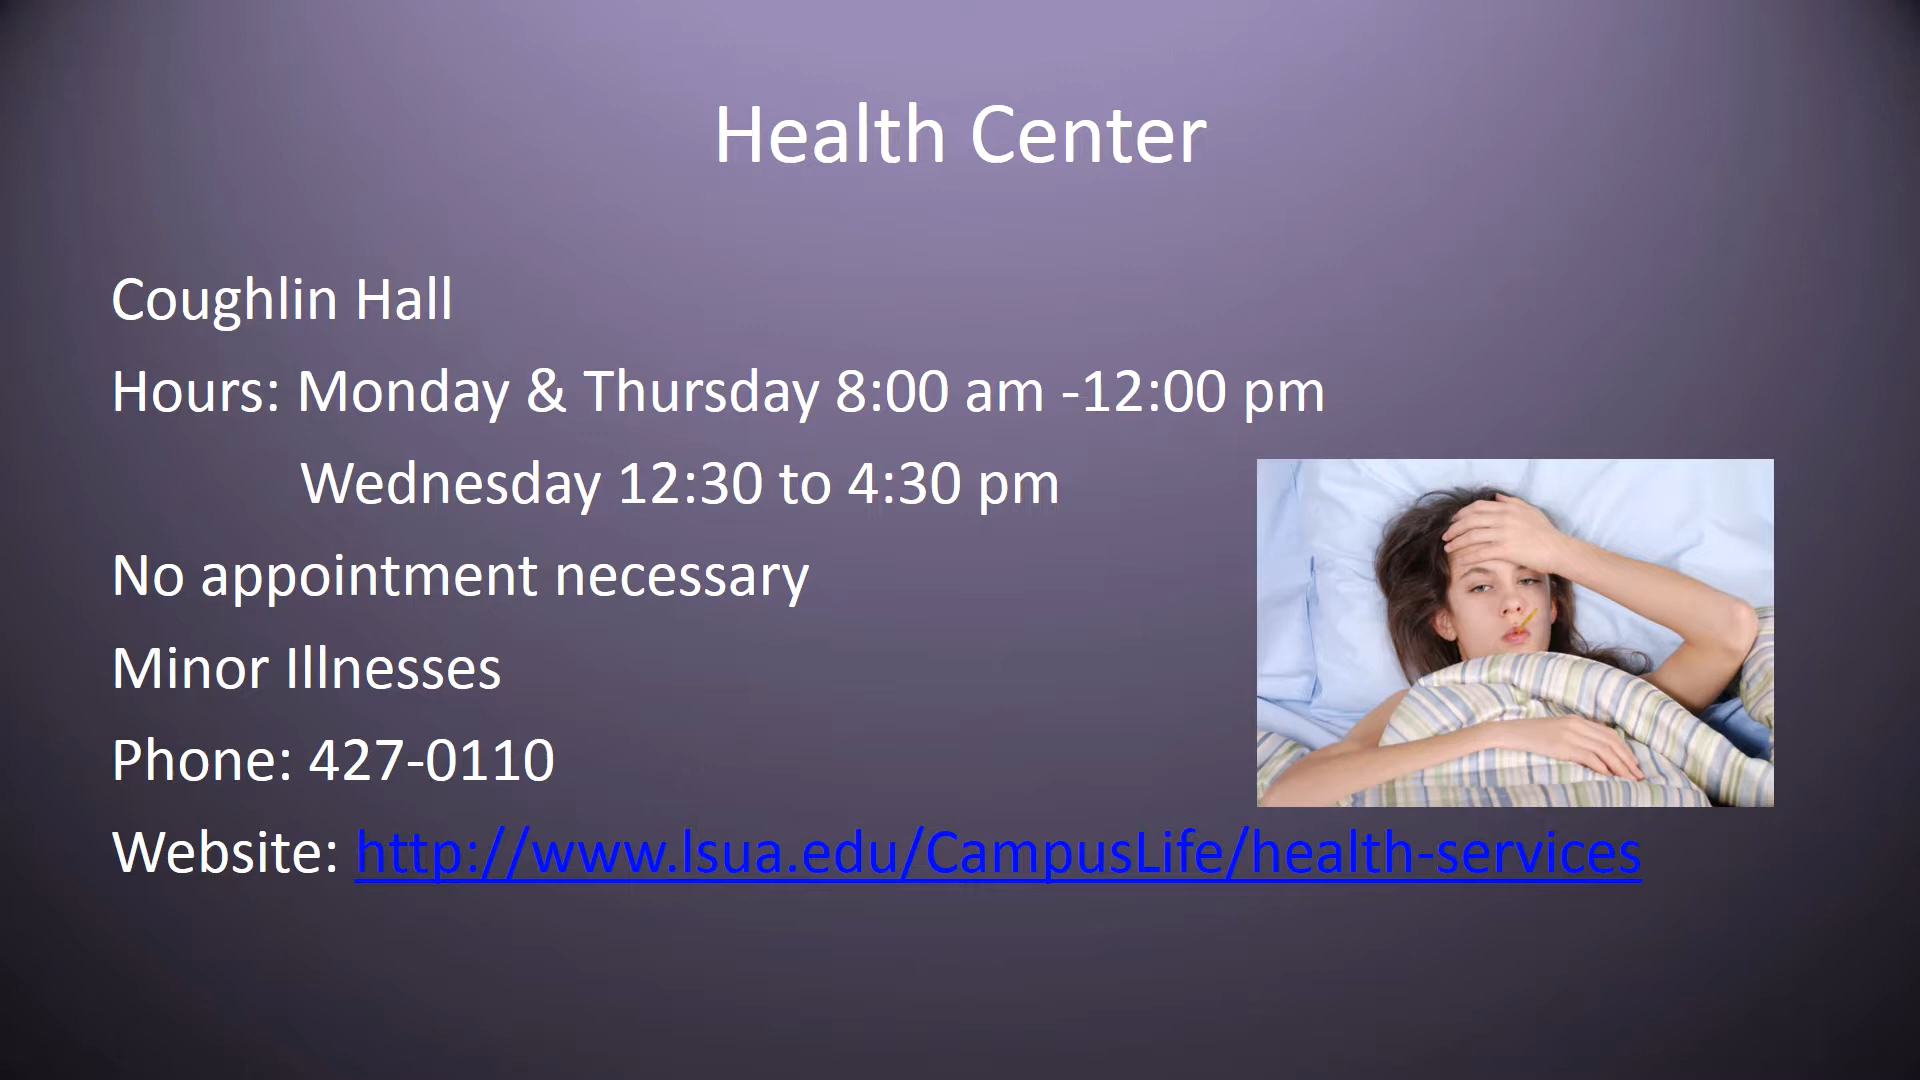 Health Center
Coughlin Hall
Hours: Monday & Thursday 8:00 am -12:00 pm
Wednesday 12:30 to 4:30 pm
No appointment necessary
Minor Illnesses
Phone: 427-0110
Website: http://www.lsua.edu/CampusLife/health-services